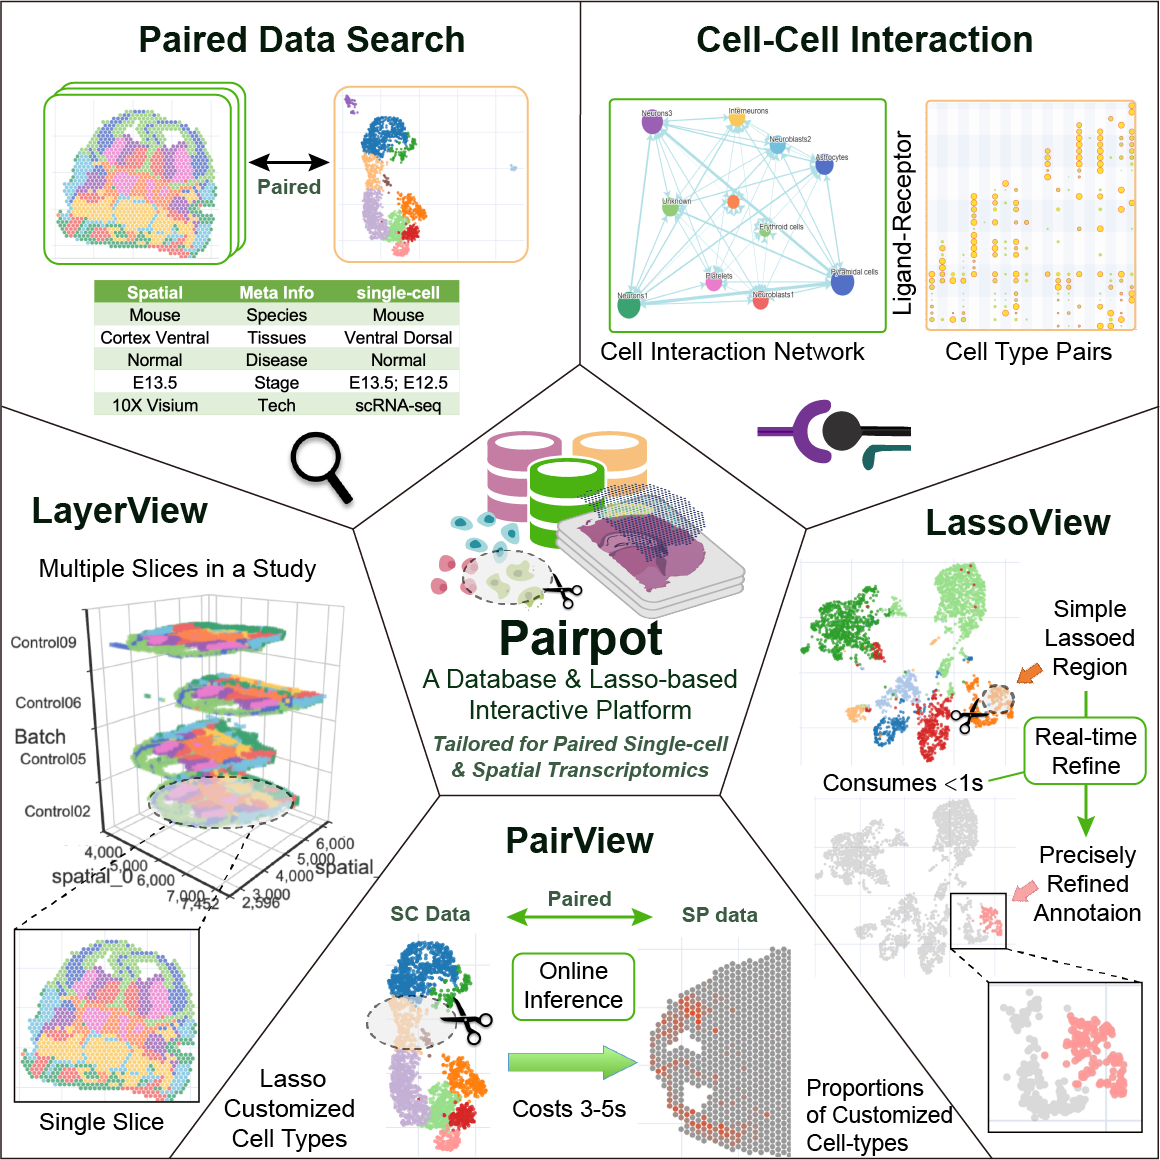 Paired Data Search
Paired
Spatial Meta Info single-cell
Mouse Species Mouse
Cortex Ventral Tissues Ventral Dorsal
Normal Disease Normal
E13.5 Stage E13.5; E12.5
10X Visium Tech scRNA-seq
Cell-Cell Interaction
Neurons3
Interneurons
Neuroblasts2
Astrocytes
Unknown
Erythroid cells
Platelets
Pyramidal cells
Neurons1
Neuroblasts1
Cell Interaction Network
Ligand-Receptor
Cell Type Pairs
LayerView
Multiple Slices in a Study
Control09
Control06
Batch
Control05
Control02
4,000
5,000
6,000
7,000
7,452
spatial_0
6,000
5,000
4,000
3,000
2,596
spatial_
Single Slice
Pairpot
A Database & Lasso-based
Interactive Platform
Tailored for Paired Single-cell
& Spatial Transcriptomics
LassoView
Simple
Lassoed
Region
Real-time
Refine
Consumes <1s
Precisely
Refined
Annotaion
PairView
SC Data
Paired
SP data
Online
Inference
Costs 3-5s
Lasso
Customized
Cell Types
Proportions
of Customized
Cell-types